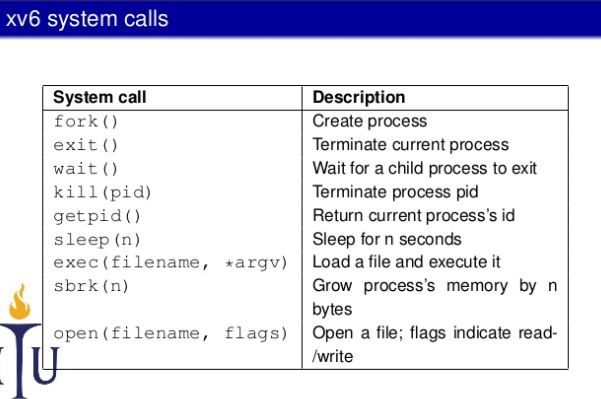 xv6 system calls
System call Description
fork() Create process
exit() Terminate current process
wait() Wait for a child process to exit
kill(pid) Terminate process pid
getpid() Return current process's id
sleep(n) Sleep for n seconds
exec(filename, *argv) Load a file and execute it
sbrk(n) Grow process's memory by n
bytes
open(filename, flags) Open a file; flags indicate read-
/write
TU